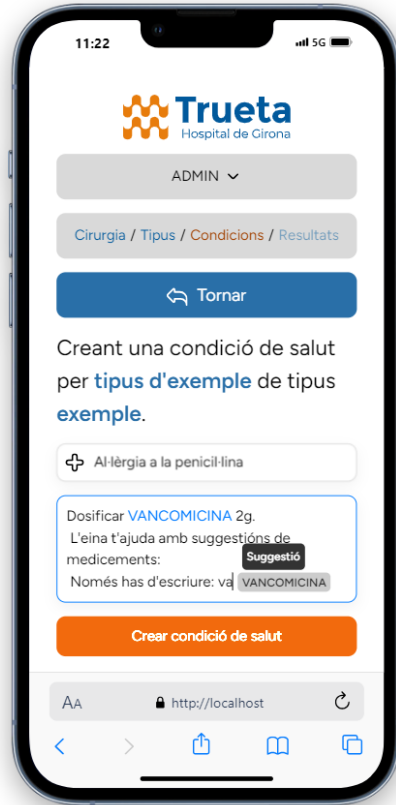 11:22
5G
Trueta
Hospital de Girona
ADMIN
Cirurgia / Tipus / Condicions / Resultats
Tornar
Creant una condició de salut
per tipus d'exemple de tipus
exemple.
Al·lèrgia a la penicil·lina
Dosificar VANCOMICINA 2g.
L'eina t'ajuda amb suggestións de
medicements:
Suggestió
Només has d'escriure: va VANCOMICINA
Crear condició de salut
AA
http://localhost